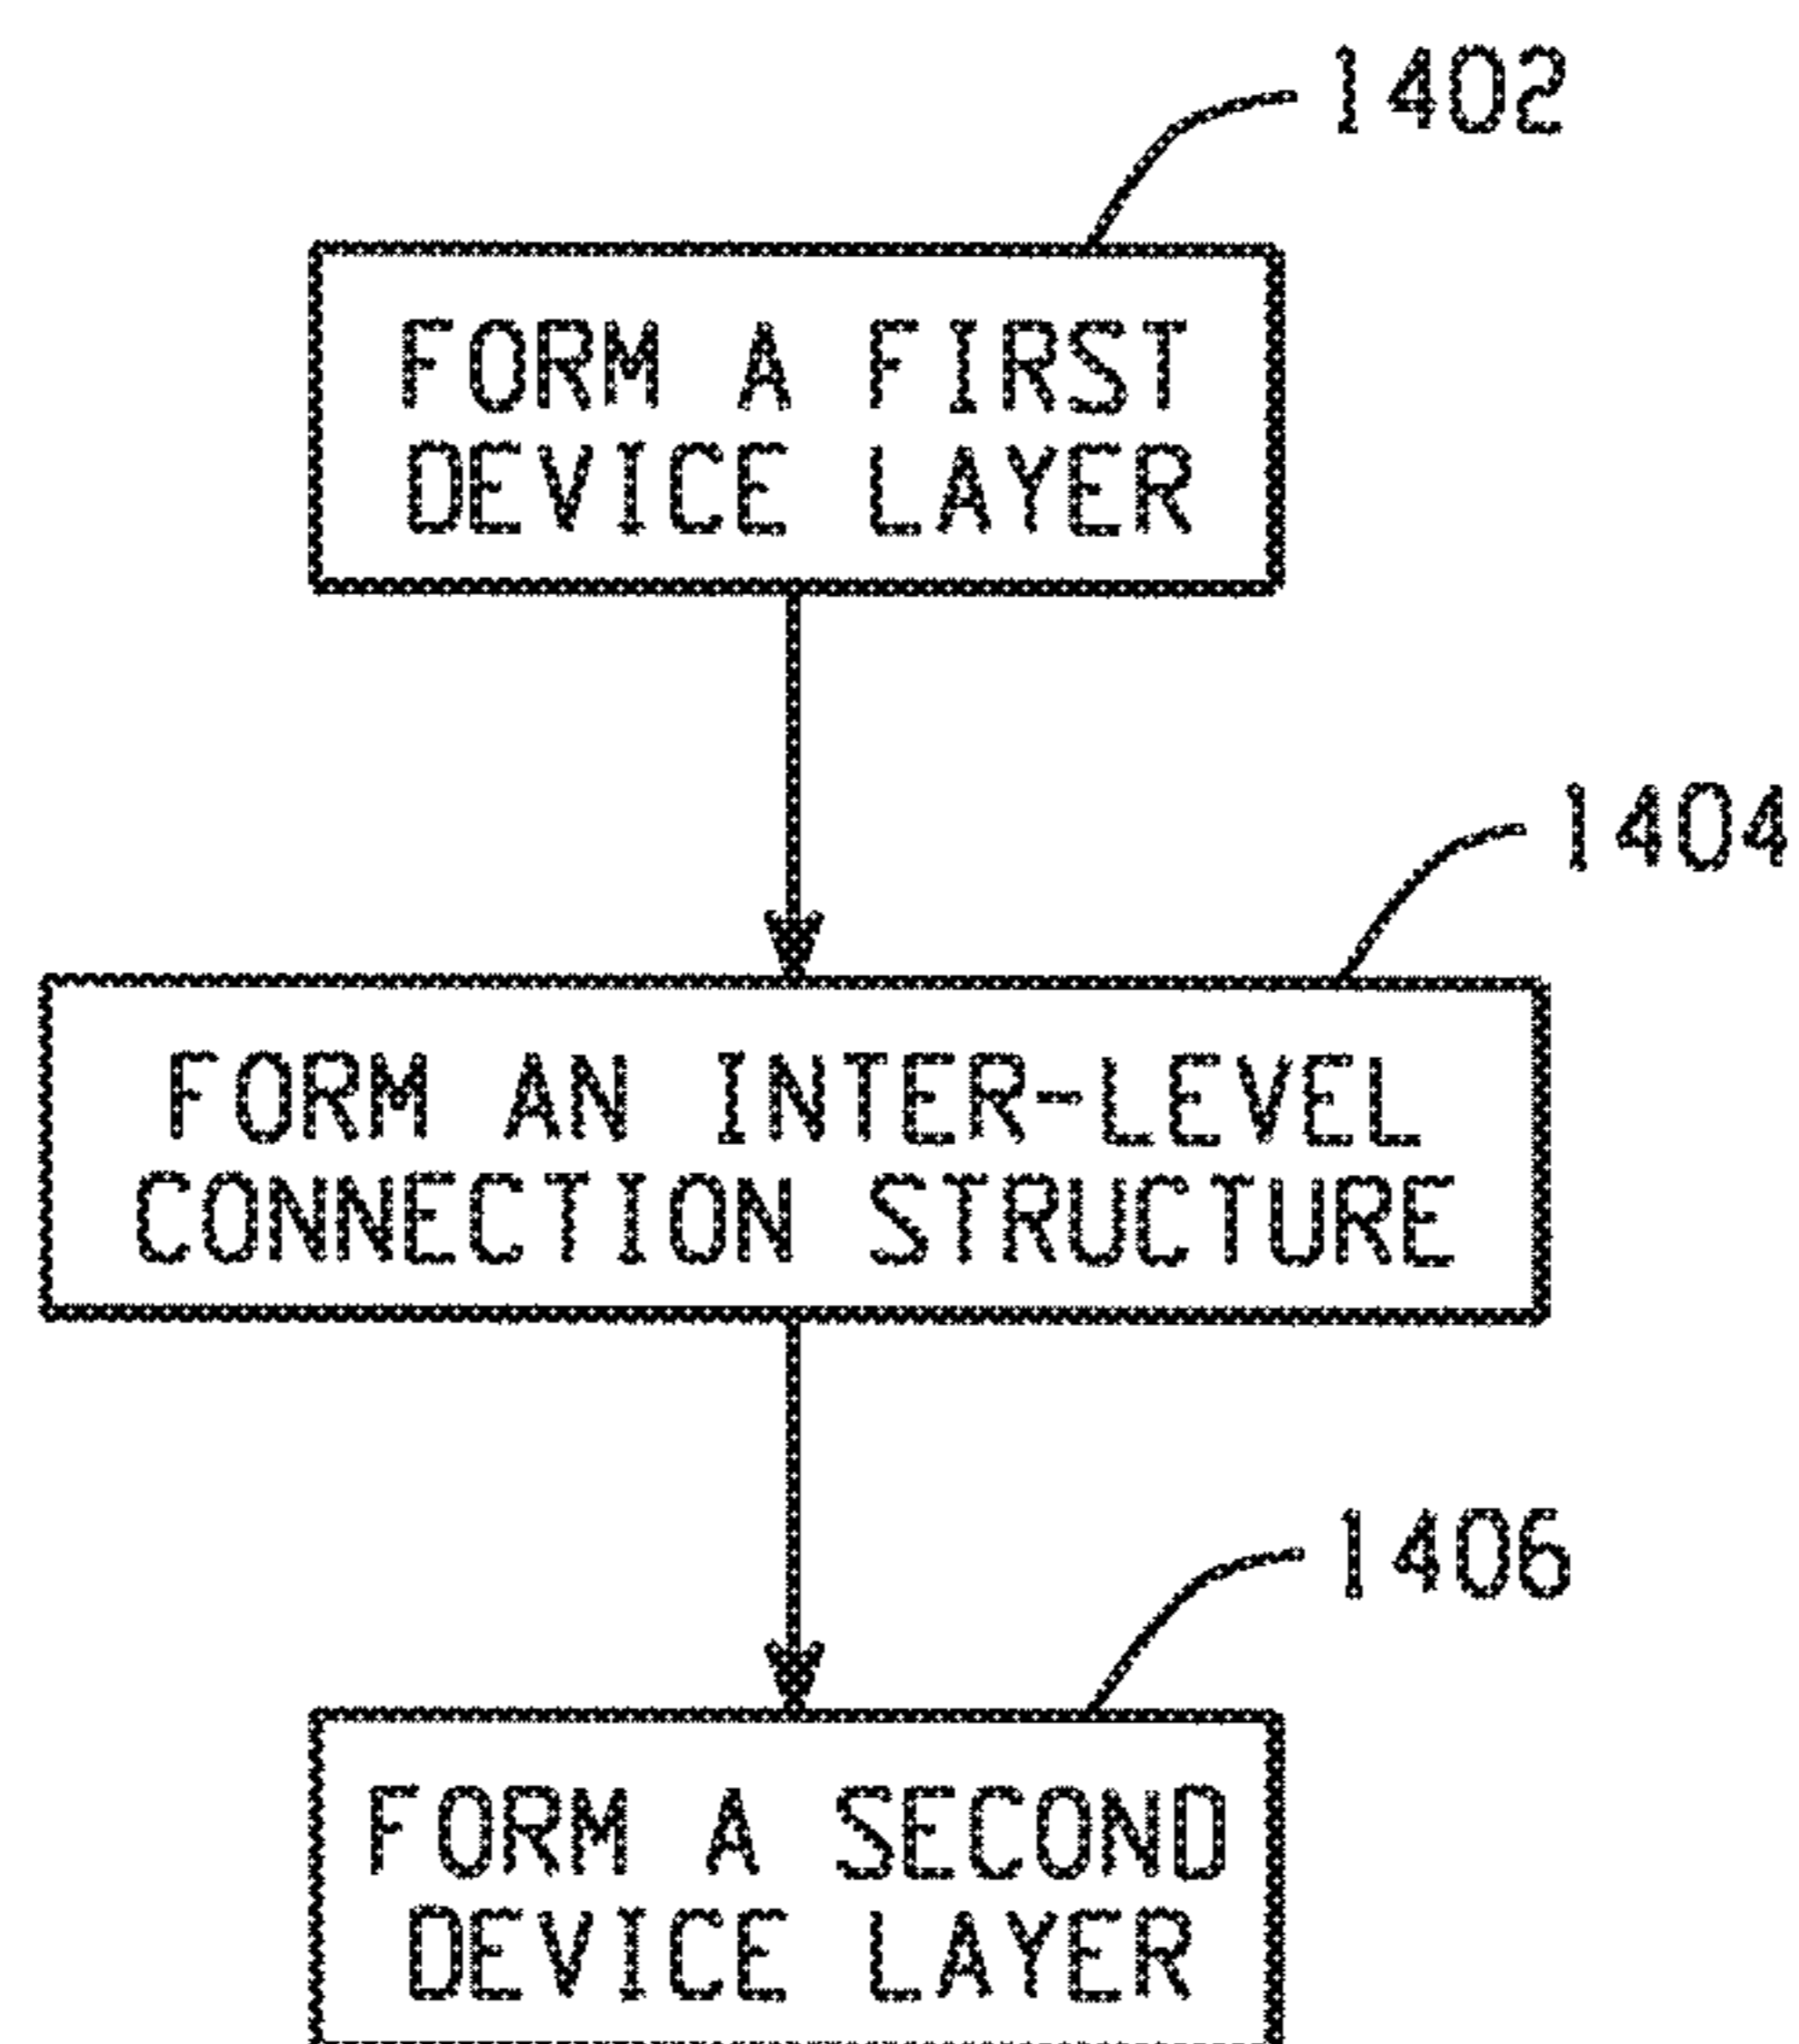 1402
FORM A FIRST
DEVICE LAYER
1404
FORM AN INTER-LEVEL
CONNECTION STRUCTURE
1406
FORM A SECOND
DEVICE LAYER